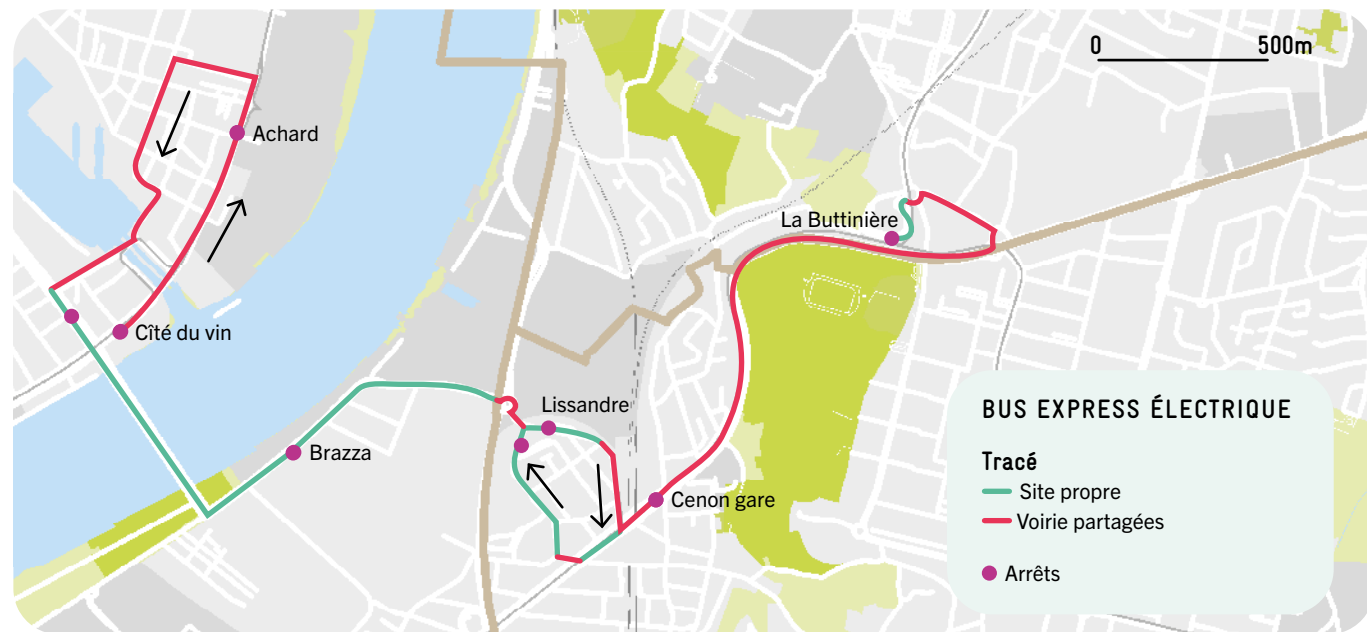 0 500m
Achard
La Buttinière
Cîté du vin
Lissandre
Brazza
Cenon gare
BUS EXPRESS ÉLECTRIQUE
Tracé
Site propre
Voirie partagées
Arrêts